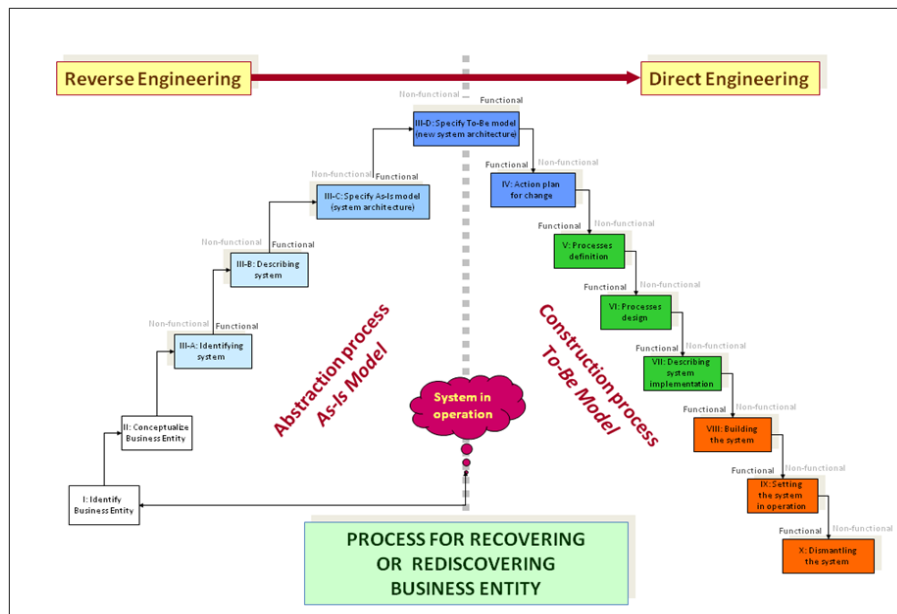 Reverse Engineering
Direct Engineering
Non-functional
Functional
III-D: Specify To-Be model
(new system architecture)
Non-functional
Functional
III-C: Specify As-Is model
(system architecture)
Functional
Non-functional
IV: Action plan
for change
Non-functional
Functional
III-B: Describing
system
Functional
Non-functional
V: Processes
definition
Functional
Non-functional
VI: Processes
design
Non-functional
Functional
III-A: Identifying
system
Abstraction process
As-Is Model
Construction process
To-Be Model
Functional
Non-functional
VII: Describing
system
implementation
System in
operation
II: Conceptualize
Business Entity
Functional
Non-functional
VIII: Building
the system
I: Identify
Business Entity
Functional
Non-functional
IX: Setting
the system
in operation
Functional
Non-functional
X: Dismantling
the system
PROCESS FOR RECOVERING
OR REDISCOVERING
BUSINESS ENTITY